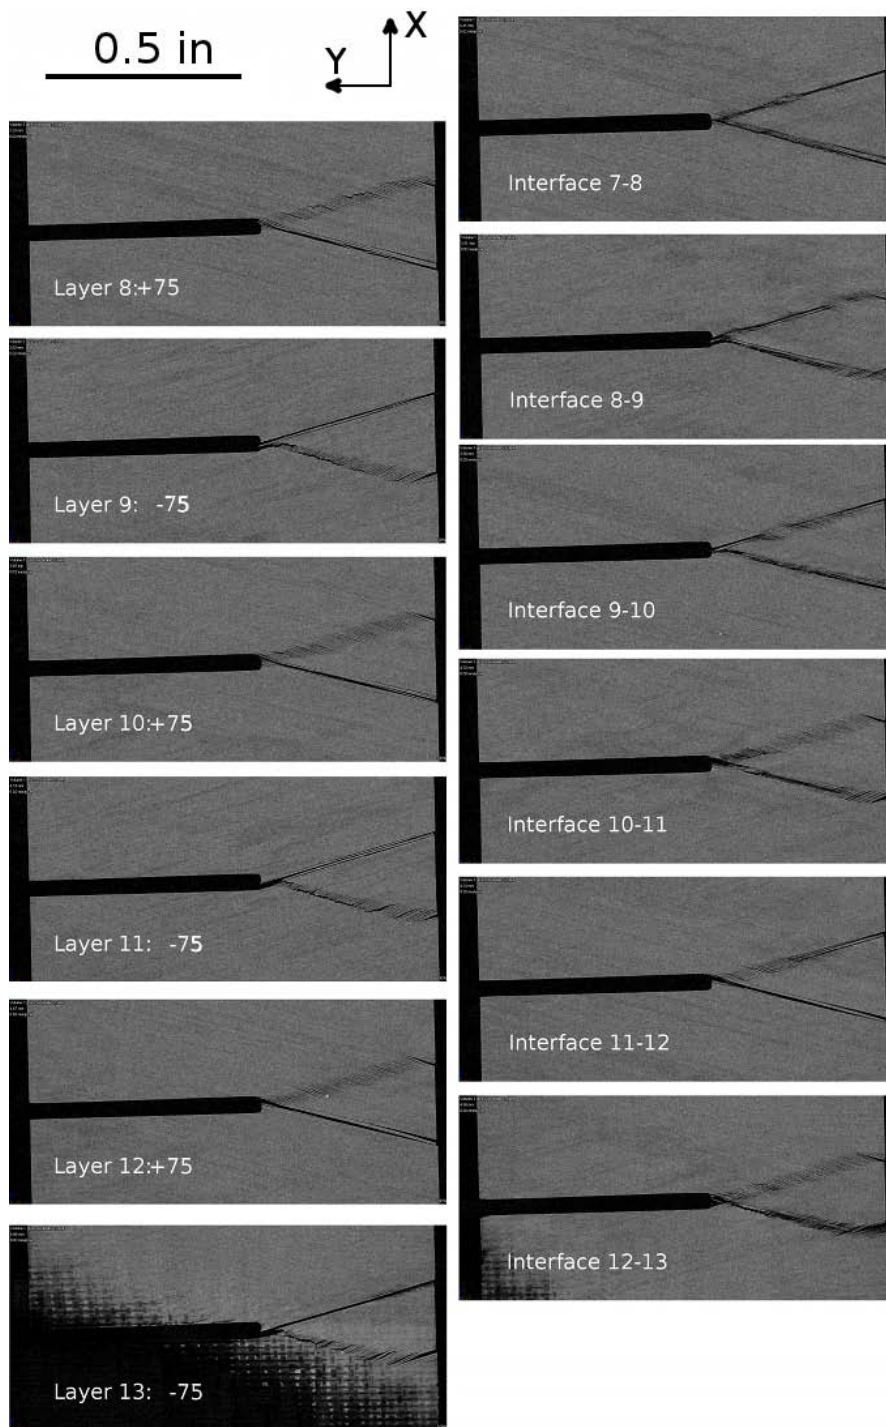 0.5 in
X
Y
Layer 8:+75
Layer 9: -75
Layer 10:+75
Layer 11: -75
Layer 12:+75
Layer 13: -75
Interface 7-8
Interface 8-9
Interface 9-10
Interface 10-11
Interface 11-12
Interface 12-13